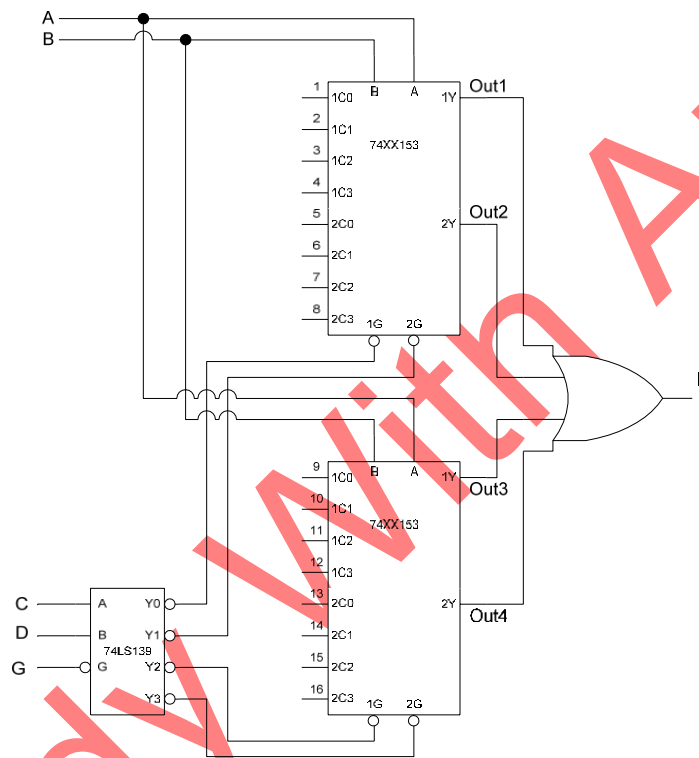 A
B
B A
1 1C0
2 1C1
3 1C2
4 1C3
5 2C0
6 2C1
7 2C2
8 2C3
74XX153
1Y
2Y
1G 2G
Out1
Out2
B A
9 1C0
10 1C1
11 1C2
12 1C3
13 2C0
14 2C1
15 2C2
16 2C3
74XX153
1Y
2Y
1G 2G
Out3
Out4
C
D
G
A
B
G
74LS139
Y0
Y1
Y2
Y3
With